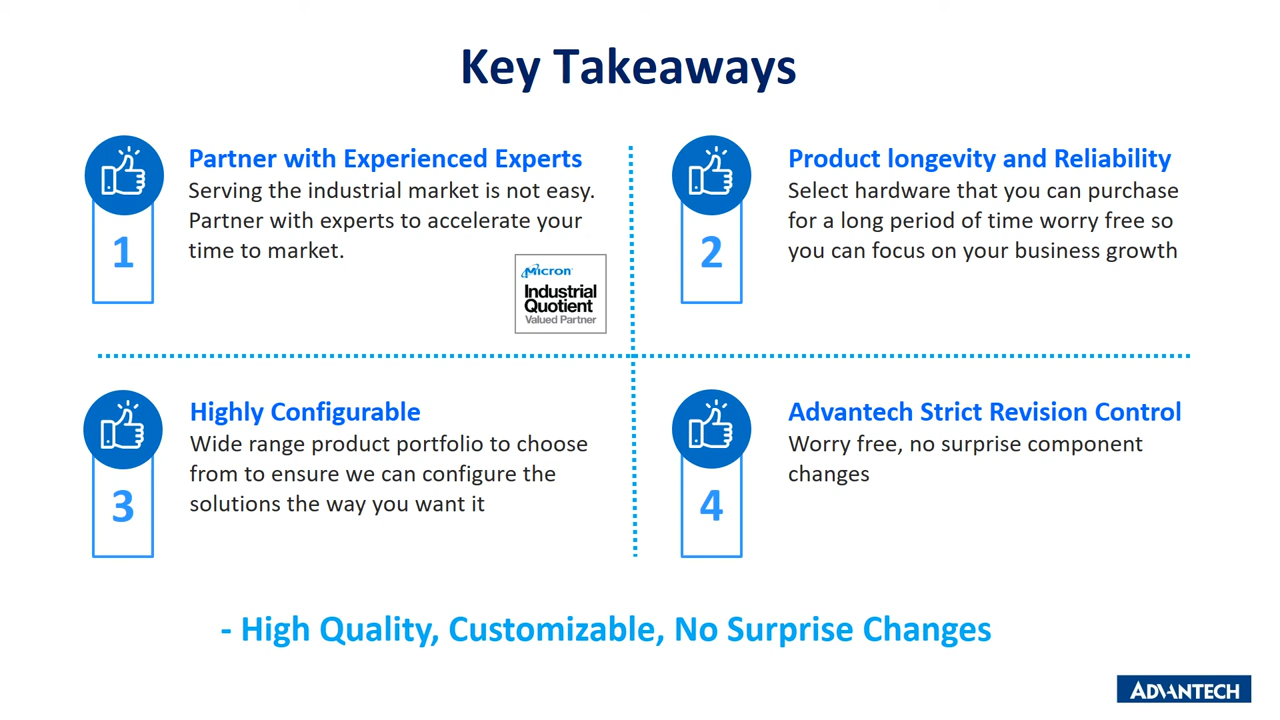 Key Takeaways
1
Partner with Experienced Experts
Serving the industrial market is not easy.
Partner with experts to accelerate your
time to market.
Micron
Industrial
Quotient
Valued Partner
2
Product longevity and Reliability
Select hardware that you can purchase
for a long period of time worry free so
you can focus on your business growth
3
Highly Configurable
Wide range product portfolio to choose
from to ensure we can configure the
solutions the way you want it
4
Advantech Strict Revision Control
Worry free, no surprise component
changes
- High Quality, Customizable, No Surprise Changes
ADVANTECH